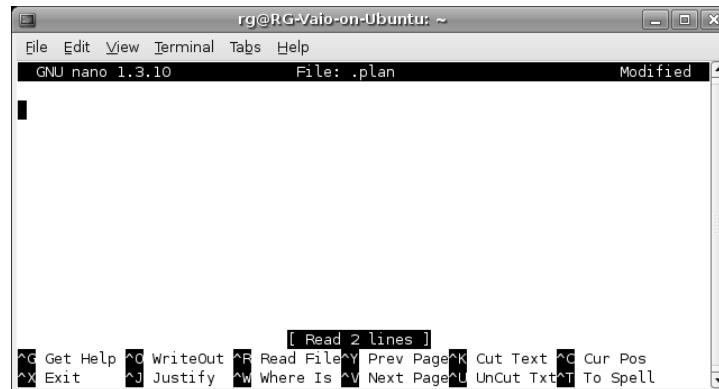 rg@RG-Vaio-on-Ubuntu: ~
File Edit View Terminal Tabs Help
GNU nano 1.3.10 File: .plan Modified
[ Read 2 lines ]
^G Get Help ^O WriteOut ^R Read File ^Y Prev Page ^K Cut Text ^C Cur Pos
^X Exit ^J Justify ^W Where Is ^V Next Page ^U UnCut Txt ^T To Spell